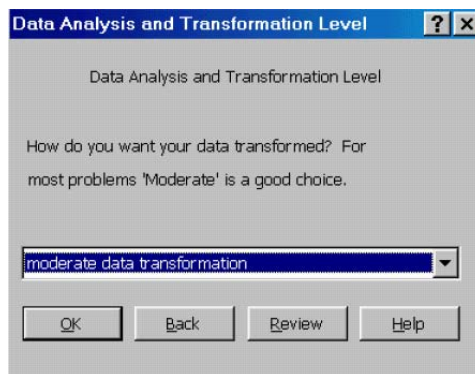 Data Analysis and Transformation Level
Data Analysis and Transformation Level
How do you want your data transformed? For
most problems 'Moderate' is a good choice.
moderate data transformation
OK Back Review Help